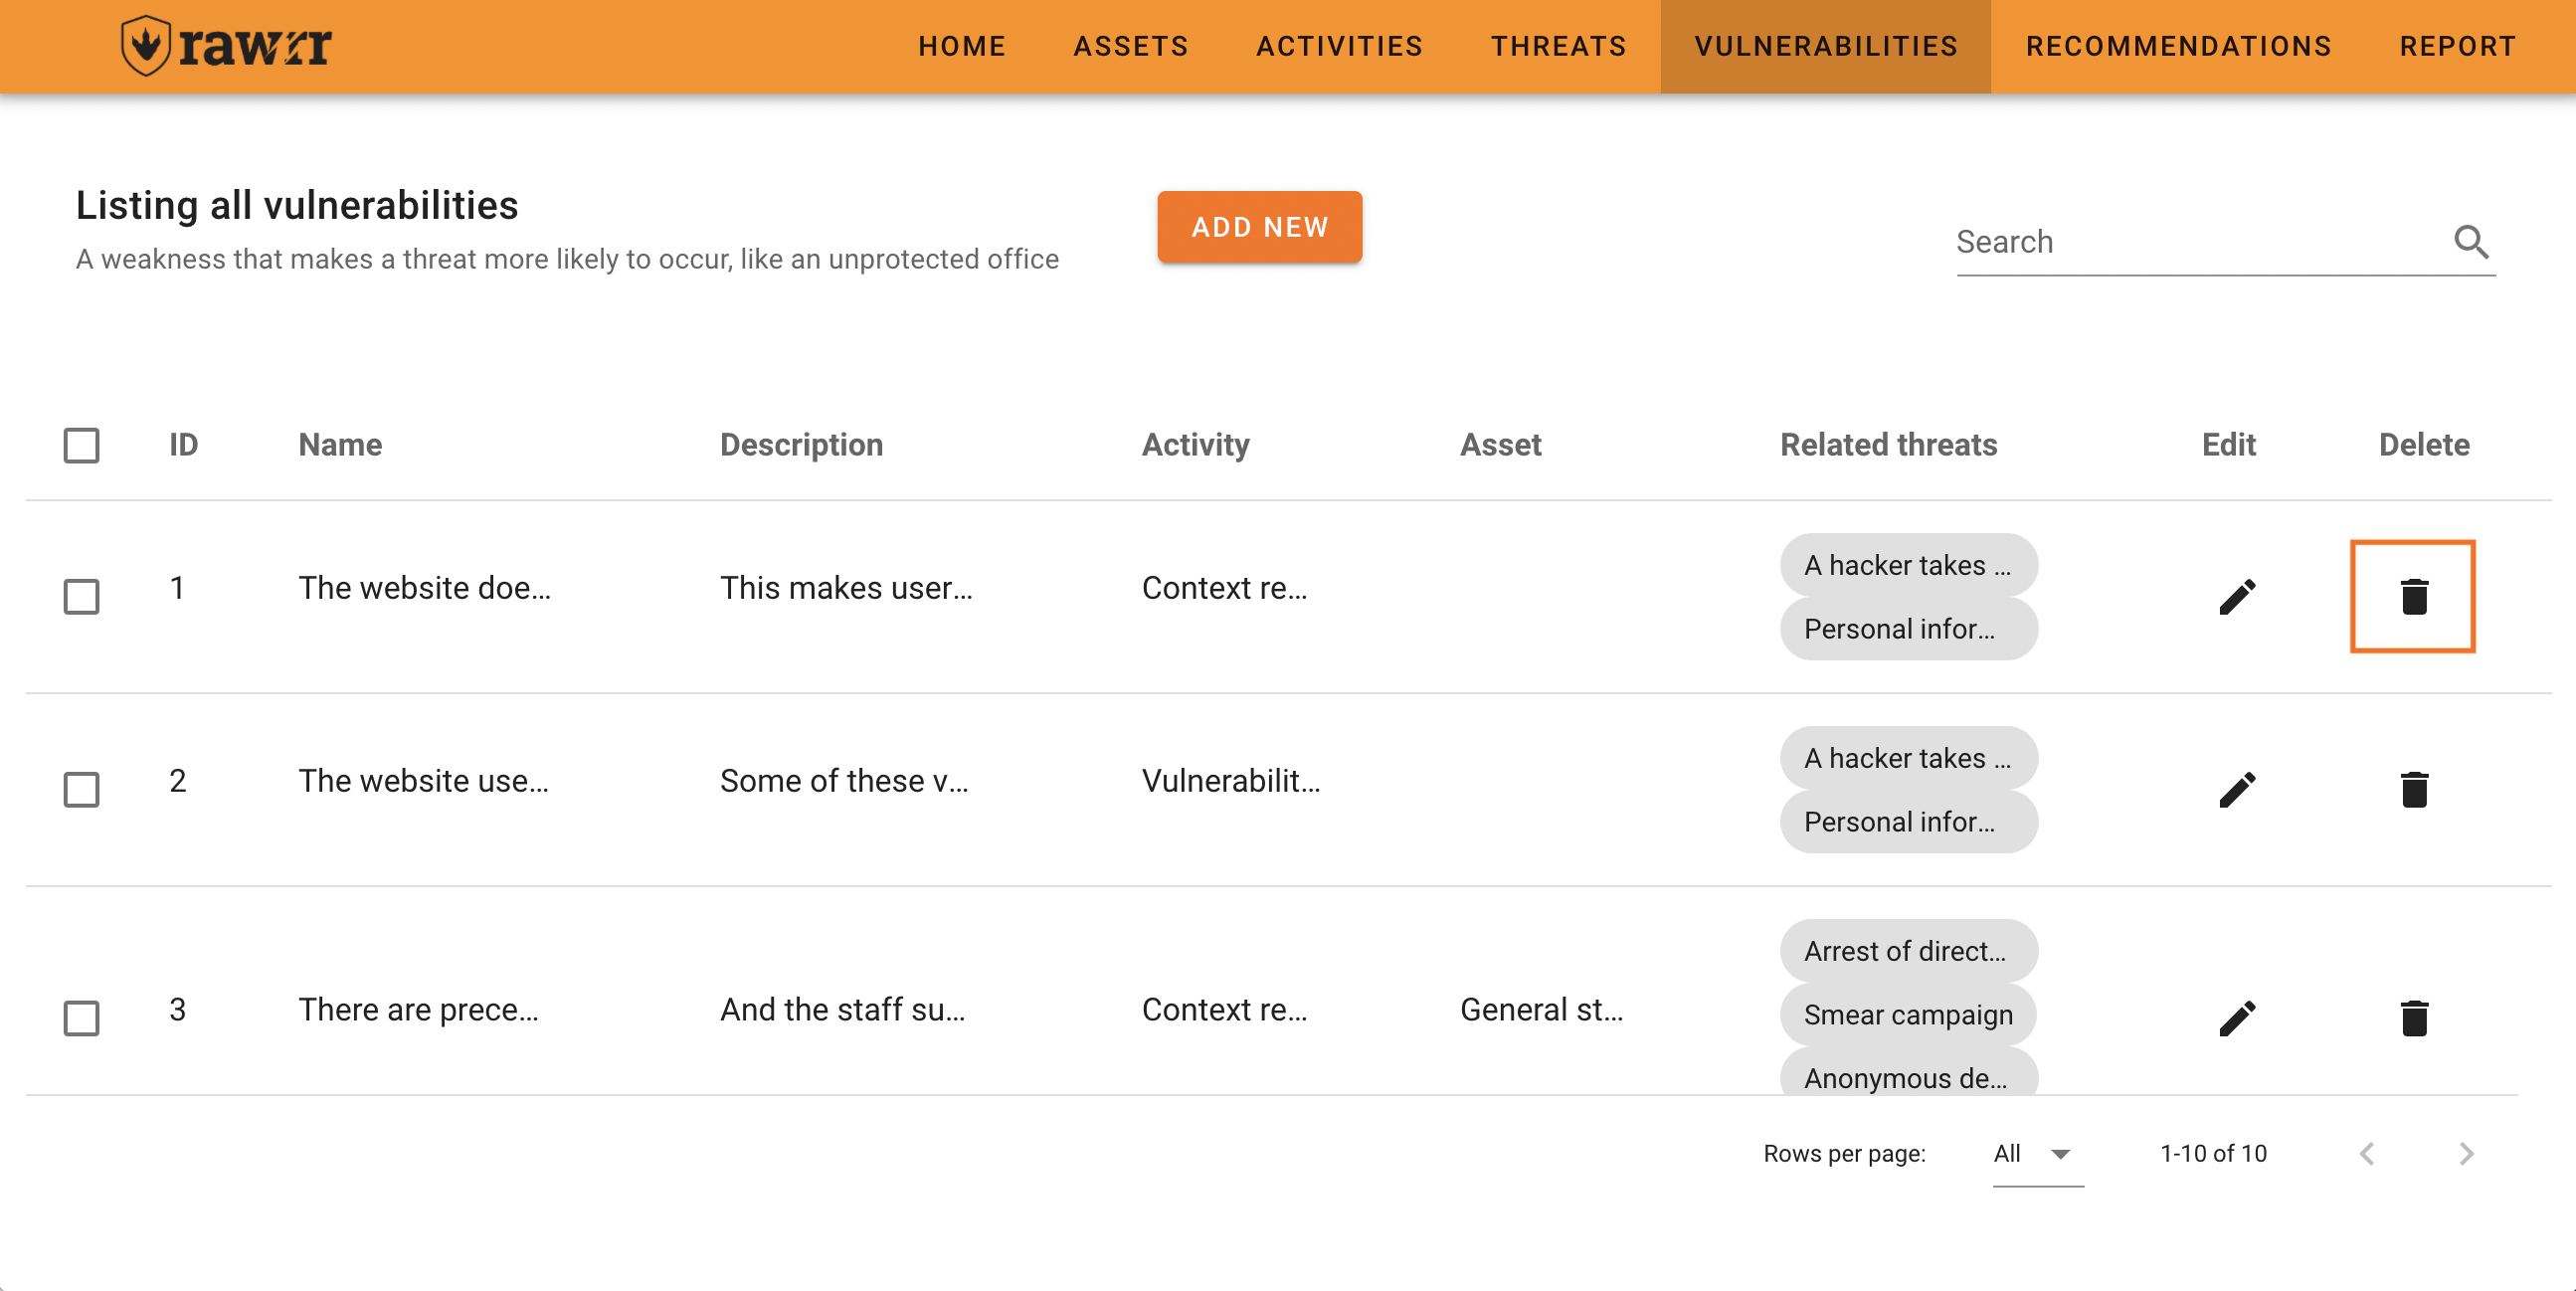 rawrr HOME ASSETS ACTIVITIES THREATS VULNERABILITIES RECOMMENDATIONS REPORT
Listing all vulnerabilities
A weakness that makes a threat more likely to occur, like an unprotected office
ADD NEW
Search
ID Name Description Activity Asset Related threats Edit Delete
1 The website doe... This makes user... Context re... A hacker takes ...
Personal infor...
2 The website use... Some of these v... Vulnerabilit... A hacker takes ...
Personal infor...
Arrest of direct...
3 There are prece... And the staff su... Context re... General st... Smear campaign
Anonymous de...
Rows per page: All 1-10 of 10